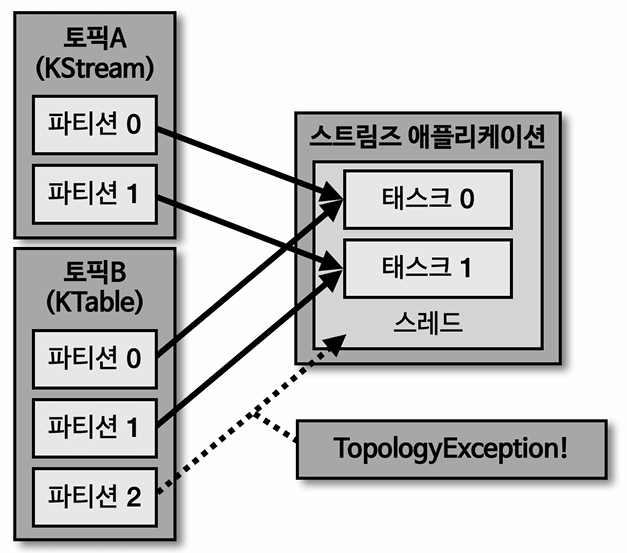 토픽A
(KStream)
파티션 0
파티션 1
토픽B
(KTable)
파티션 0
파티션 1
파티션 2
스트림즈 애플리케이션
태스크 0
태스크 1
스레드
TopologyException!